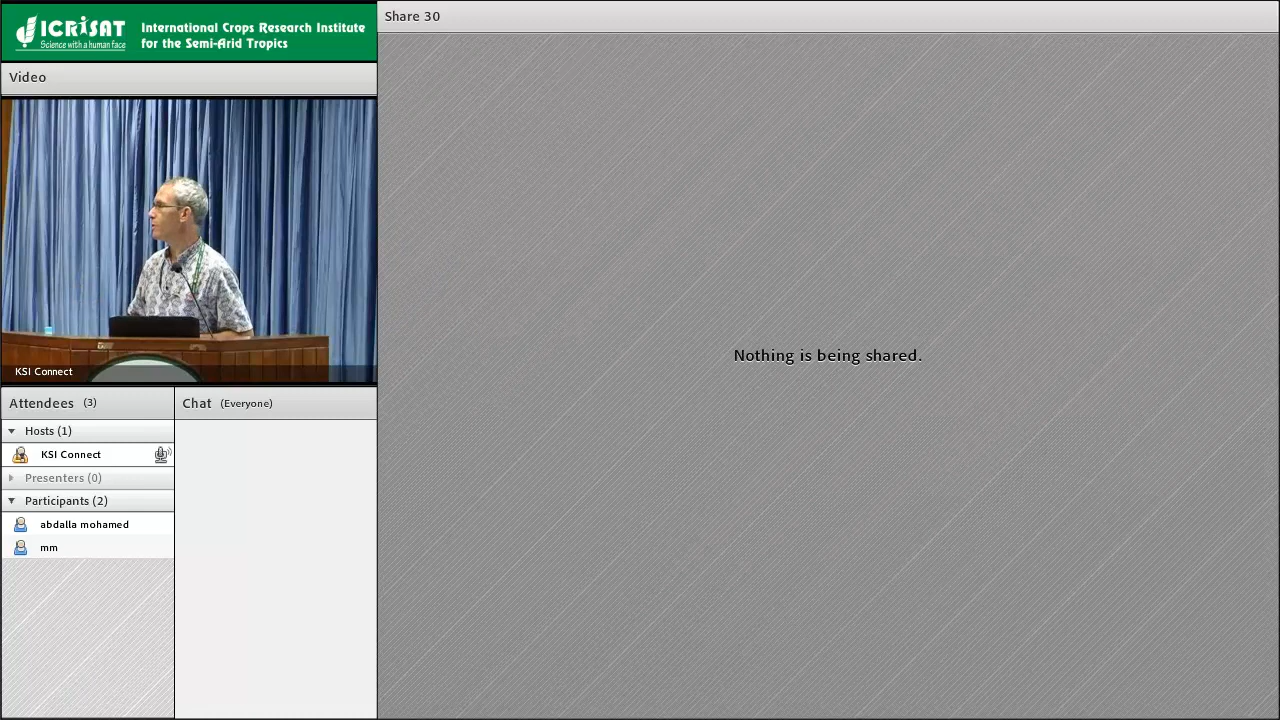 ICRiSAT
Science with a human face
International Crops Research Institute
for the Semi-Arid Tropics
Share 30
Video
KSI Connect
Nothing is being shared.
Attendees (3)
Chat (Everyone)
Hosts (1)
KSI Connect
Presenters (0)
Participants (2)
abdalla mohamed
mm